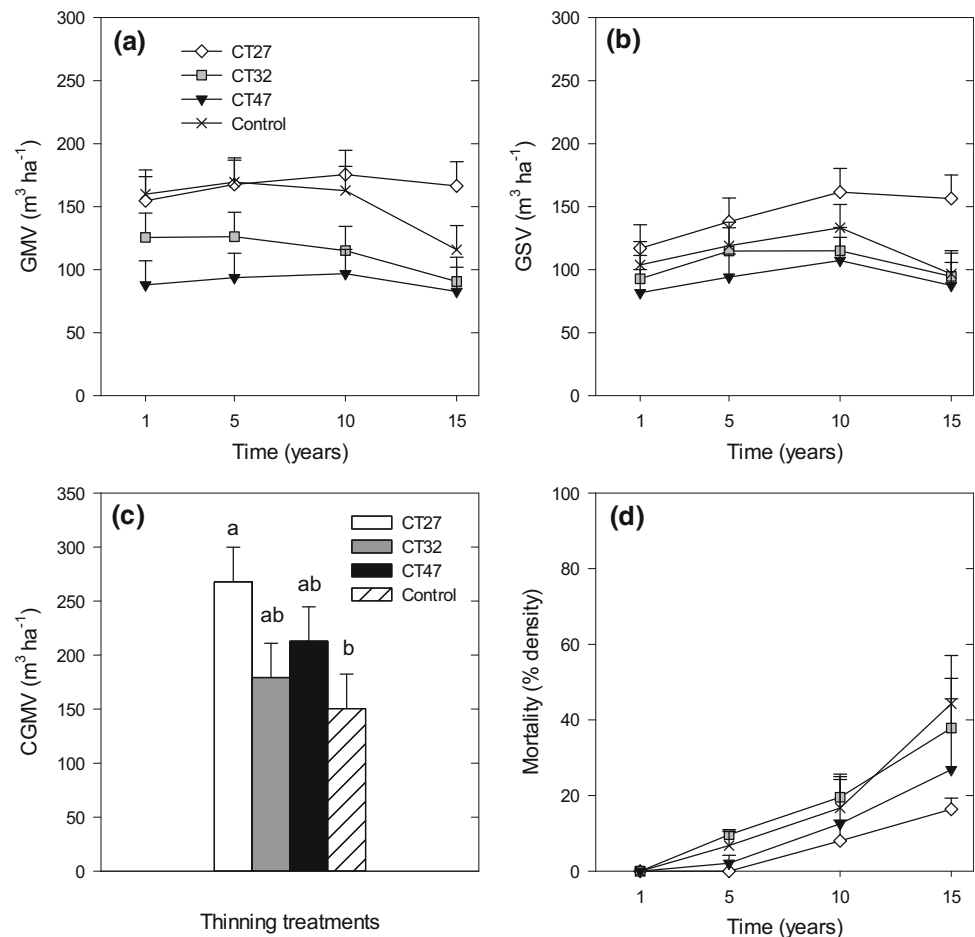 (a)
CT27
CT32
CT47
Control
300
250
200
150
100
50
0
GMV (m³ ha⁻¹)
1 5 10 15
Time (years)
(b)
300
250
200
150
100
50
0
GSV (m³ ha⁻¹)
1 5 10 15
Time (years)
(c)
CT27
CT32
CT47
Control
a
ab
ab
b
350
300
250
200
150
100
50
0
CGMV (m³ ha⁻¹)
Thinning treatments
(d)
100
80
60
40
20
0
Mortality (% density)
1 5 10 15
Time (years)